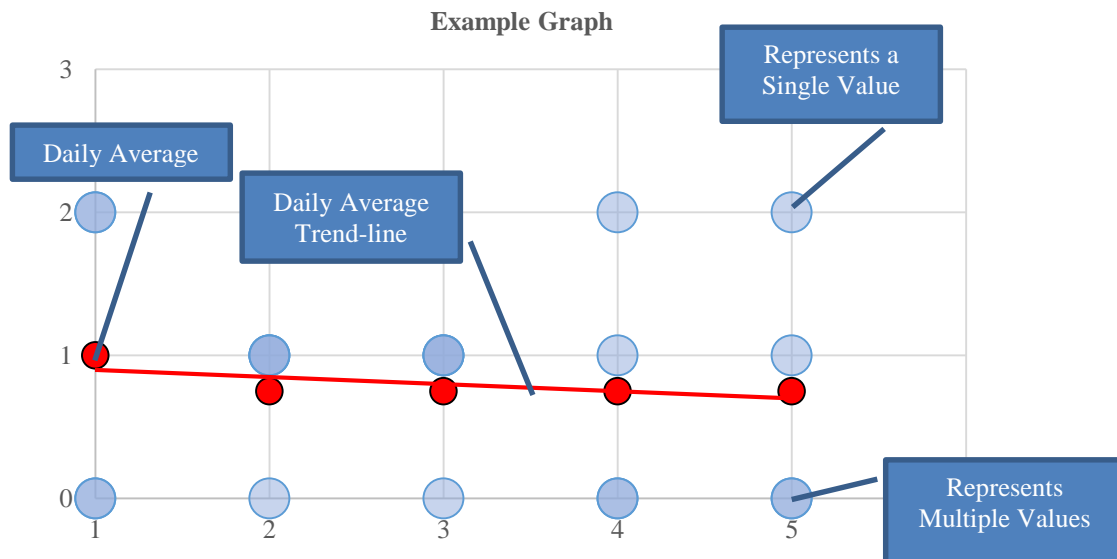 Example Graph
Represents a
Single Value
3
Daily Average
Daily Average
Trend-line
2
1
0
Represents
Multiple Values
1 2 3 4 5